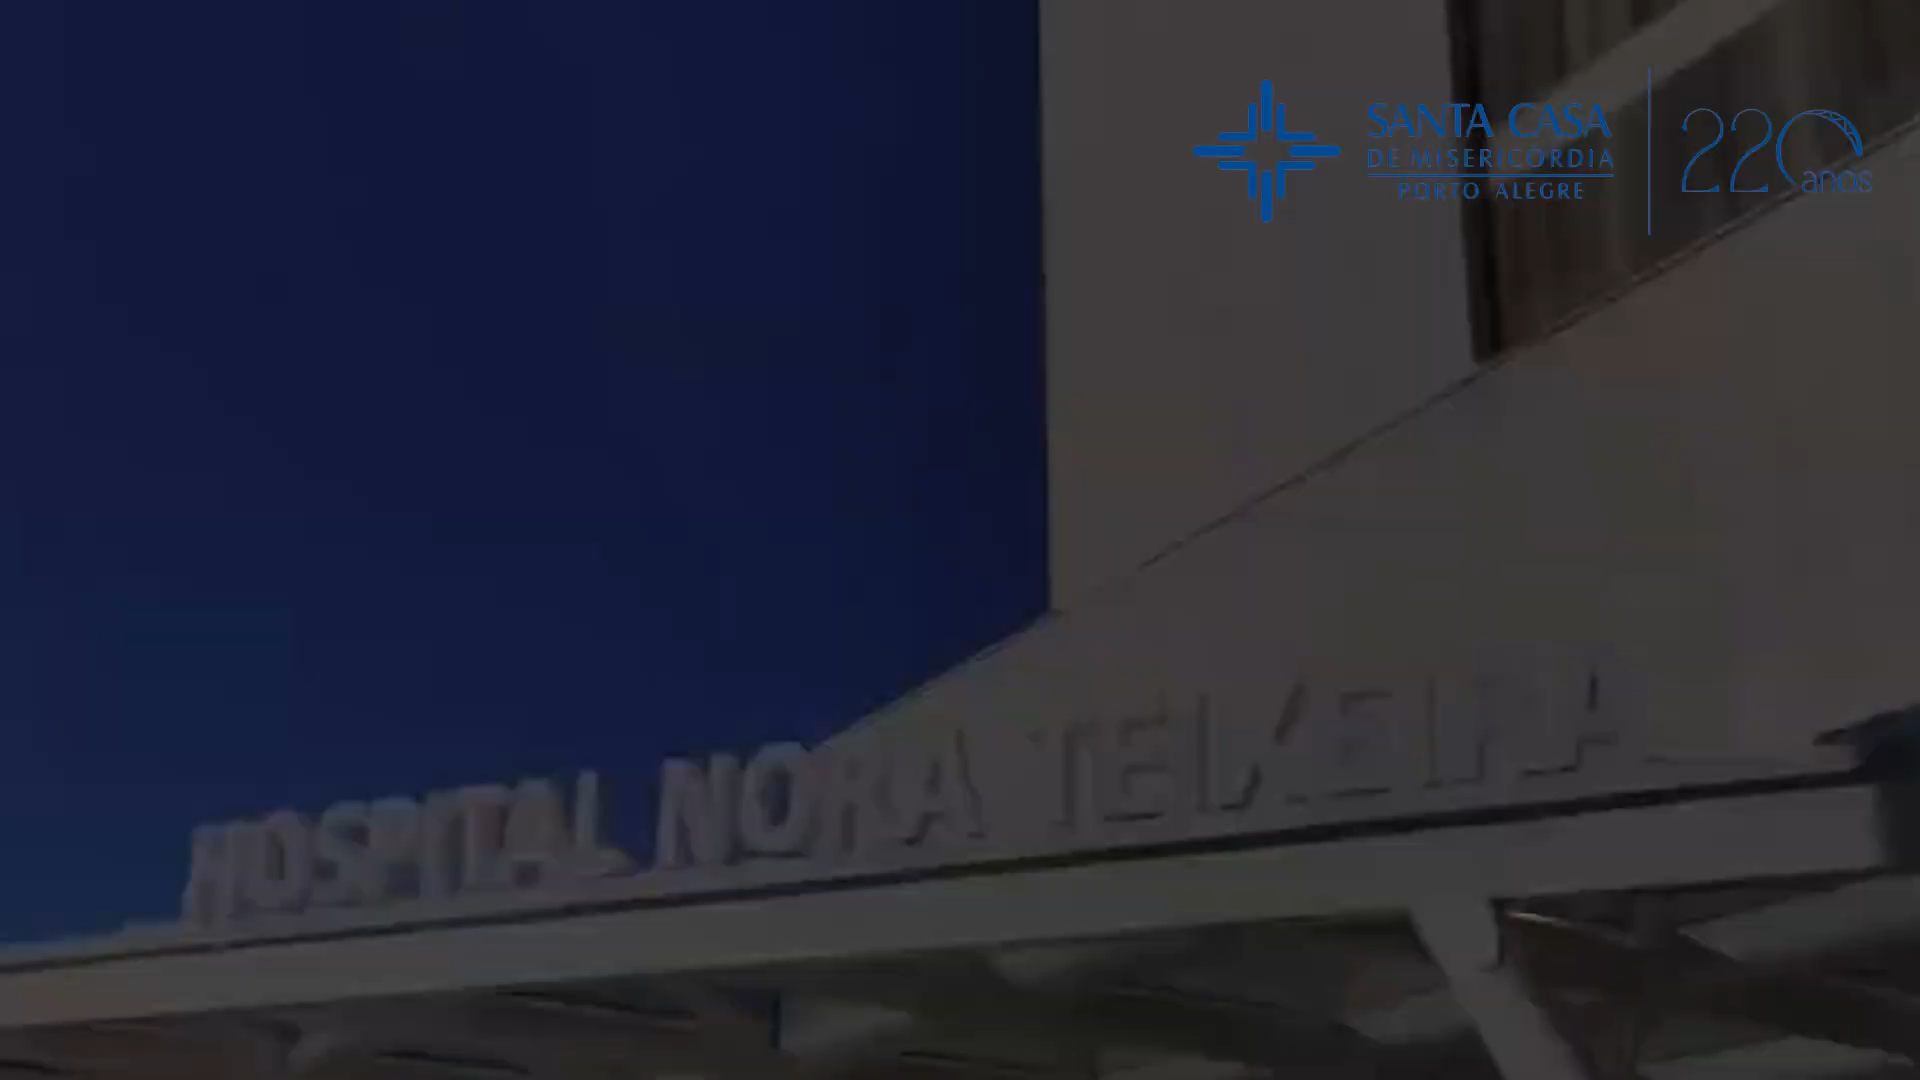 SANTA CASA
DE MISERICÓRDIA
PORTO ALEGRE
220
anos
HOSPITAL NORA TEIXEIRA